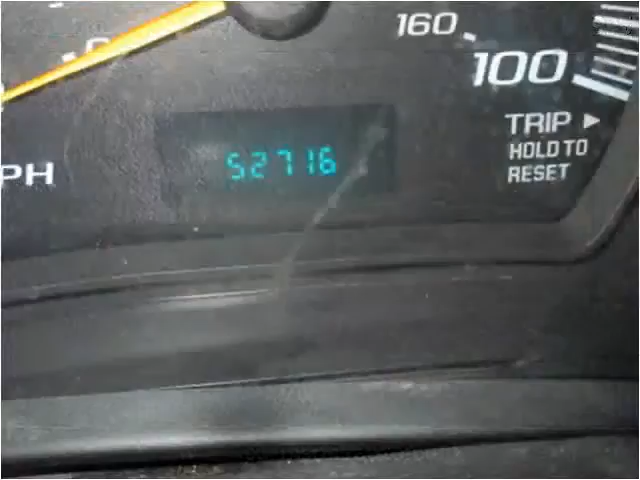 160
100
52716
TRIP ▶
HOLD TO
RESET
PH